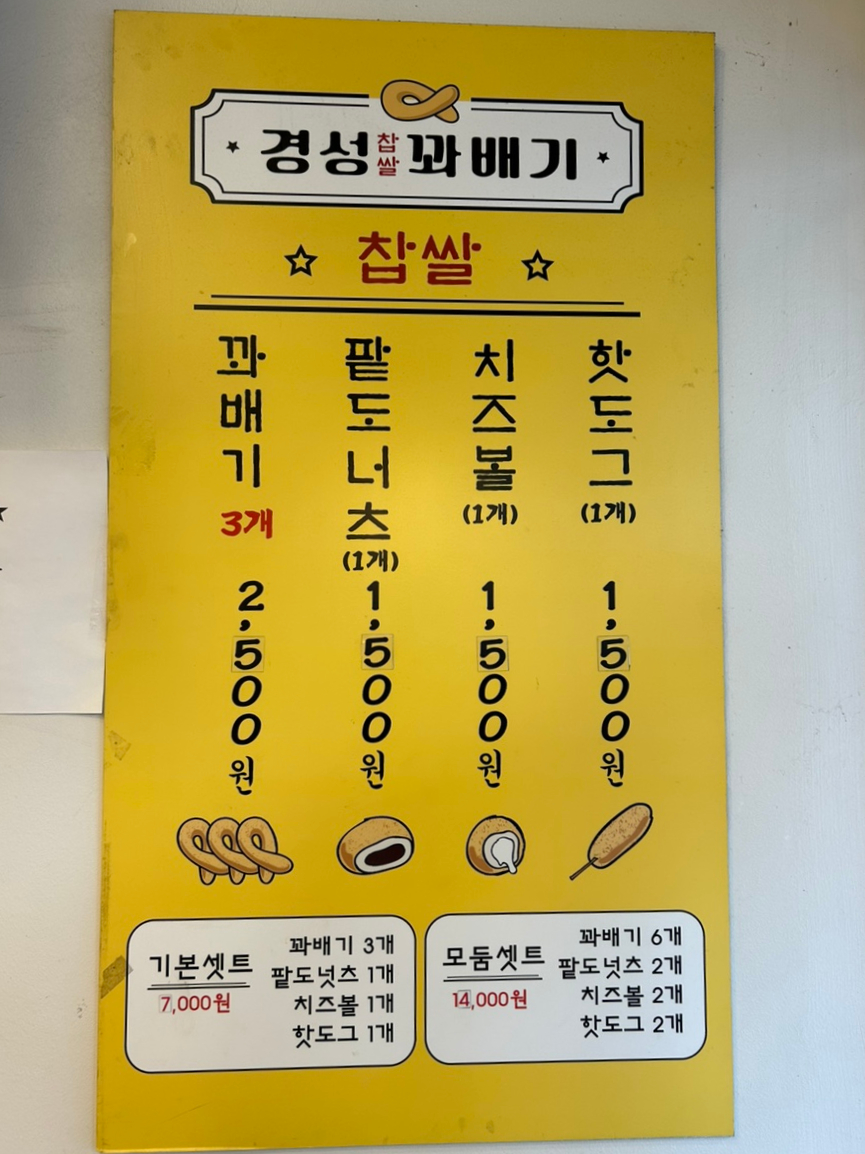 경성찹쌀꽈배기
찹쌀
꽈배기 3개 2,500원
팥도너츠 (1개) 1,500원
치즈볼 (1개) 1,500원
핫도그 (1개) 1,500원
기본셋트
7,000원
꽈배기 3개
팥도넛츠 1개
치즈볼 1개
핫도그 1개
모둠셋트
14,000원
꽈배기 6개
팥도넛츠 2개
치즈볼 2개
핫도그 2개